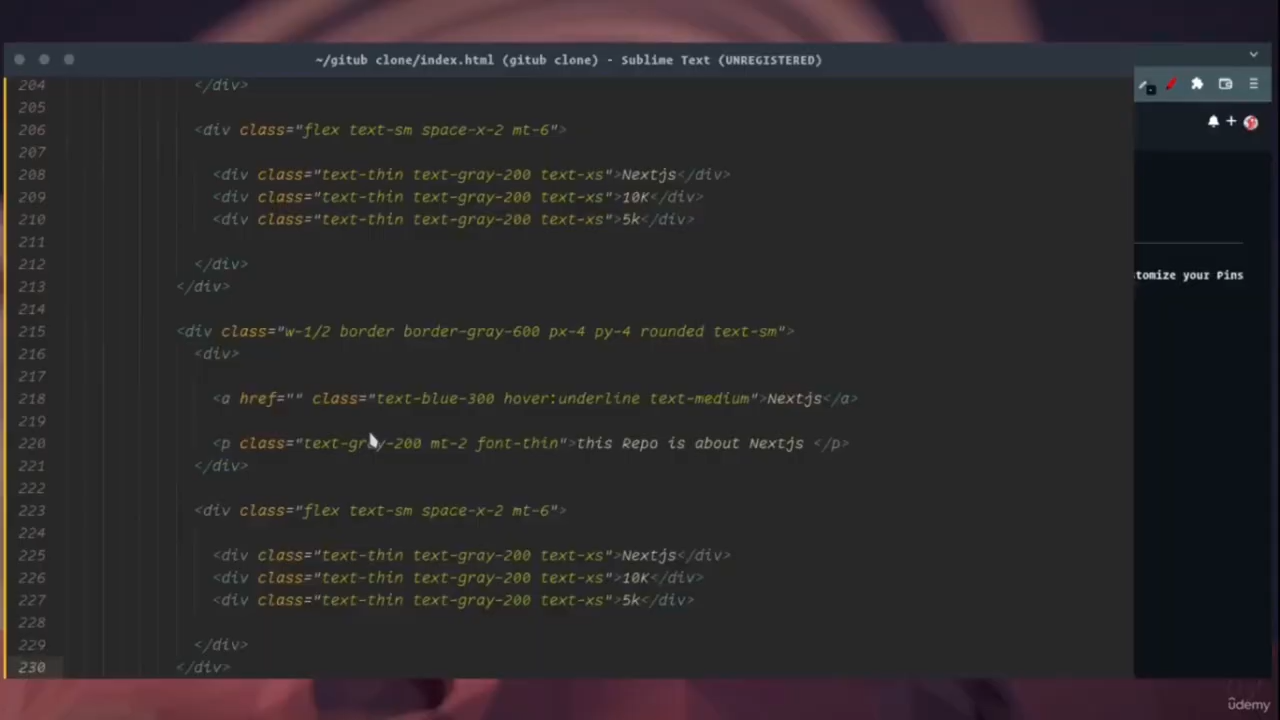 ~/gitub clone/index.html (gitub clone) - Sublime Text (UNREGISTERED)
204 </div>
205
206 <div class="flex text-sm space-x-2 mt-6">
207
208 <div class="text-thin text-gray-200 text-xs">Nextjs</div>
209 <div class="text-thin text-gray-200 text-xs">10K</div>
210 <div class="text-thin text-gray-200 text-xs">5k</div>
211
212 </div>
213 </div>
214
215 <div class="w-1/2 border border-gray-600 px-4 py-4 rounded text-sm">
216 <div>
217
218 <a href="" class="text-blue-300 hover:underline text-medium">Nextjs</a>
219
220 <p class="text-gray-200 mt-2 font-thin">this Repo is about Nextjs </p>
221 </div>
222
223 <div class="flex text-sm space-x-2 mt-6">
224
225 <div class="text-thin text-gray-200 text-xs">Nextjs</div>
226 <div class="text-thin text-gray-200 text-xs">10K</div>
227 <div class="text-thin text-gray-200 text-xs">5k</div>
228
229 </div>
230 </div>
tomize your Pins
ûdemy